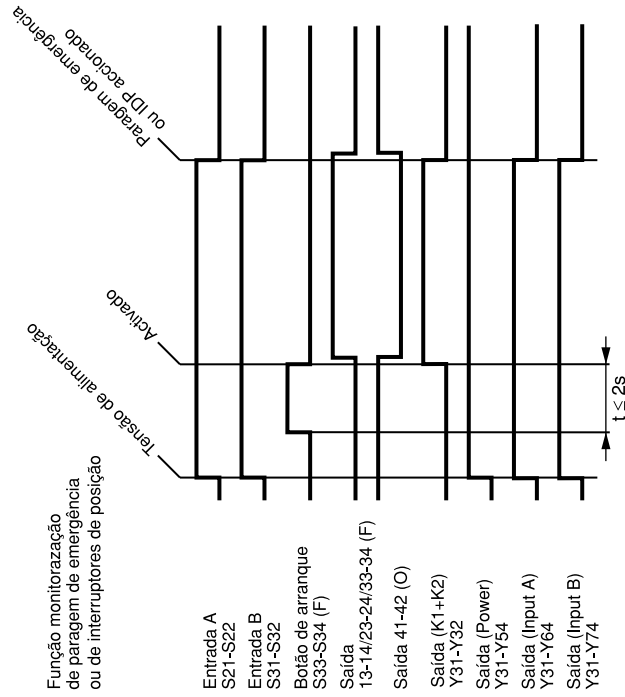 Função monitorazação
de paragem de emergência
ou de interruptores de posição
Tensão de alimentação
Activado
Paragem de emergência
ou IDP accionado
Entrada A
S21-S22
Entrada B
S31-S32
Botão de arranque
S33-S34 (F)
Saída
13-14/23-24/33-34 (F)
Saída 41-42 (O)
Saída (K1+K2)
Y31-Y32
Saída (Power)
Y31-Y54
Saída (Input A)
Y31-Y64
Saída (Input B)
Y31-Y74
t ≤ 2s